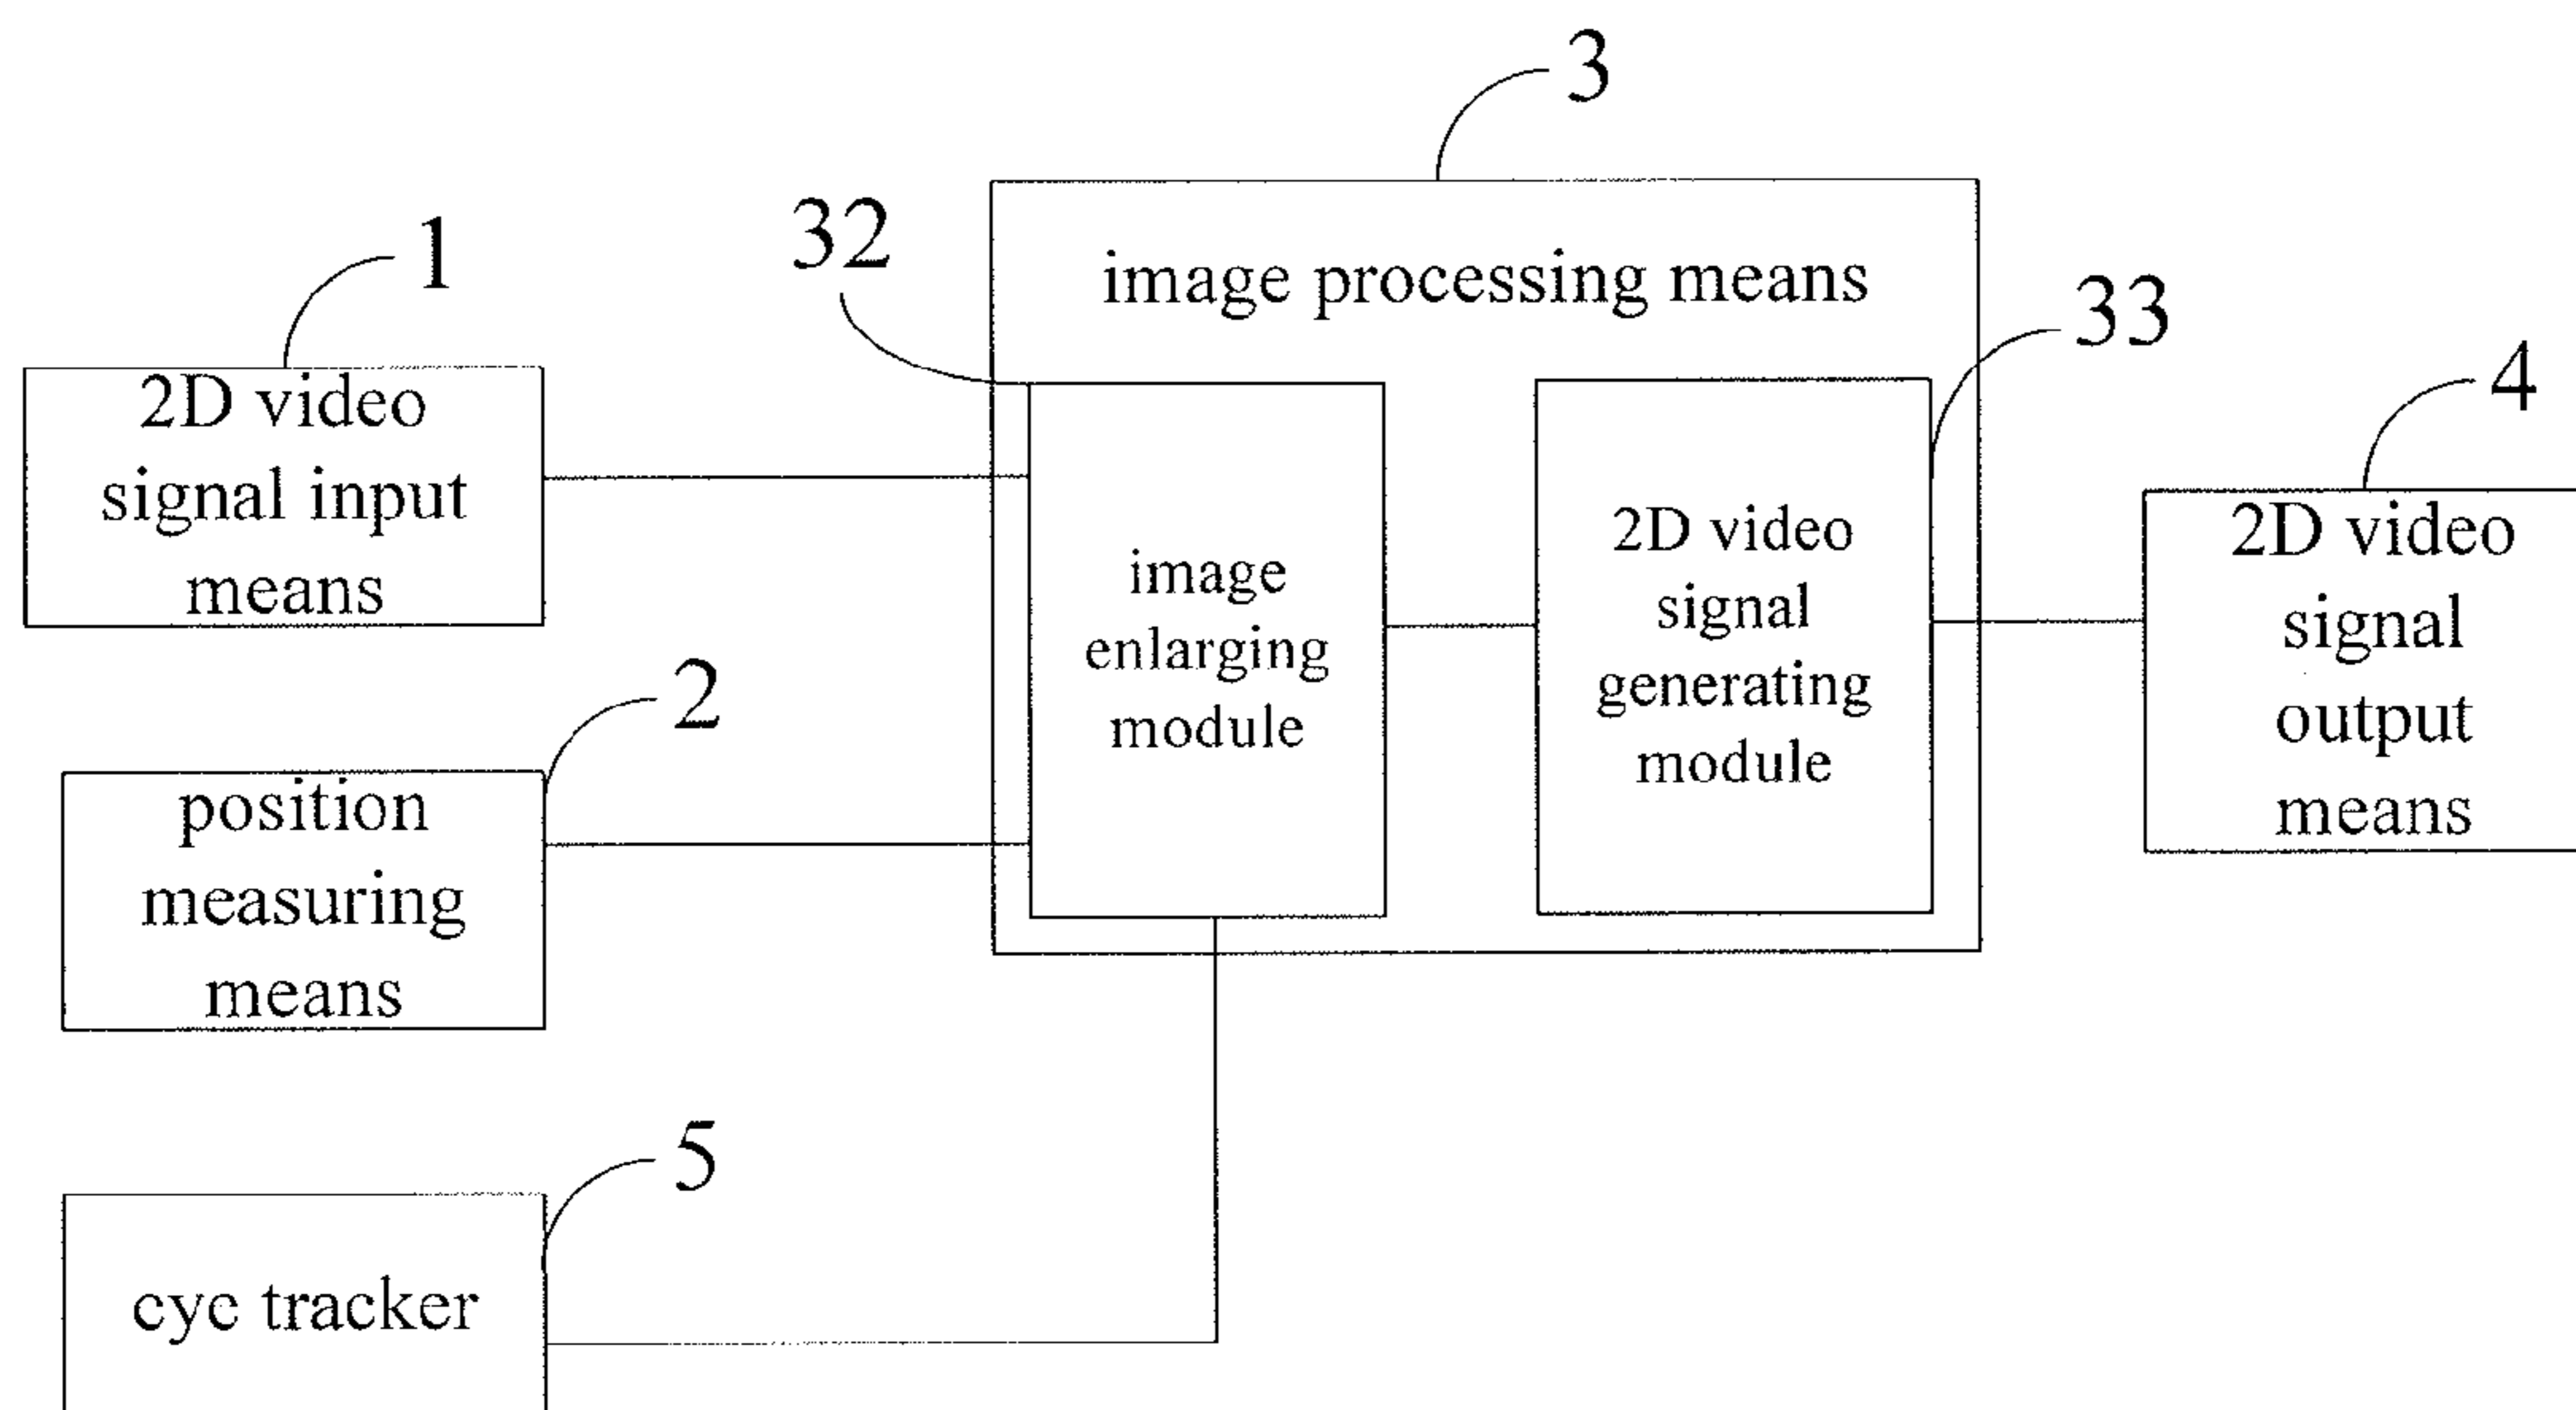 3
32
image processing means
1
33
2D video
signal input
means
4
image
enlarging
module
2D video
signal
generating
module
2D video
signal
output
means
2
position
measuring
means
5
eye tracker